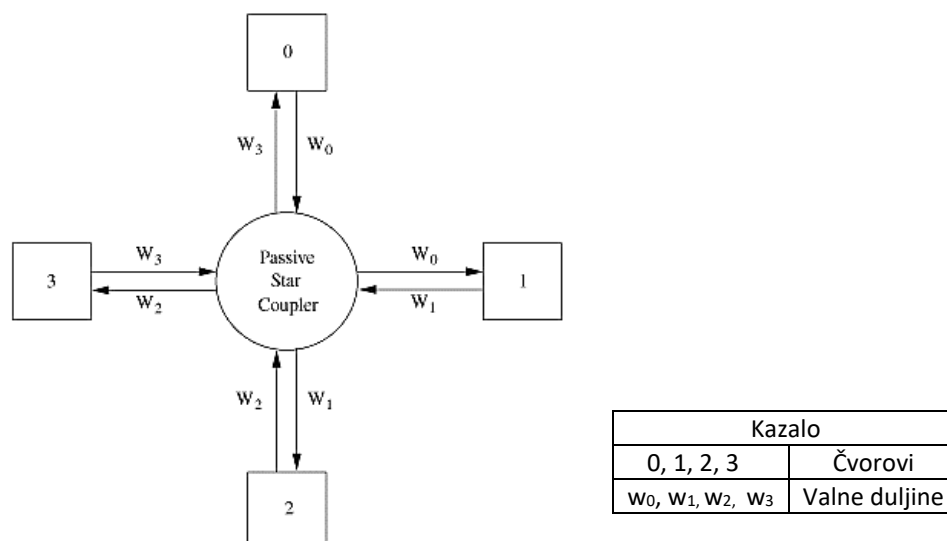 0
W₃ W₀
3
W₃
W₂
Passive
Star
Coupler
W₀
W₁
1
W₂ W₁
2
Kazalo
0, 1, 2, 3 Čvorovi
w₀, w₁, w₂, w₃ Valne duljine